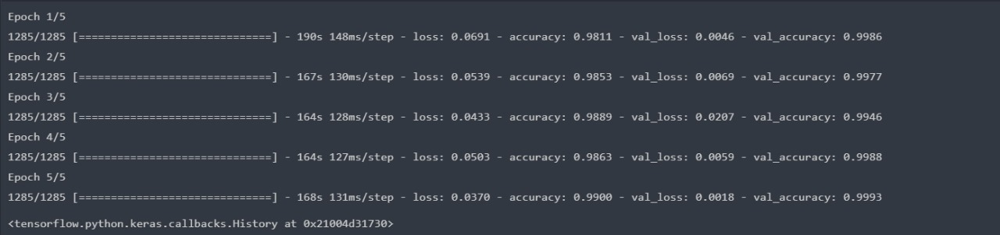 Epoch 1/5
1285/1285 [==============================] - 190s 148ms/step - loss: 0.0691 - accuracy: 0.9811 - val_loss: 0.0046 - val_accuracy: 0.9986
Epoch 2/5
1285/1285 [==============================] - 167s 130ms/step - loss: 0.0539 - accuracy: 0.9853 - val_loss: 0.0069 - val_accuracy: 0.9977
Epoch 3/5
1285/1285 [==============================] - 164s 128ms/step - loss: 0.0433 - accuracy: 0.9889 - val_loss: 0.0207 - val_accuracy: 0.9946
Epoch 4/5
1285/1285 [==============================] - 164s 127ms/step - loss: 0.0503 - accuracy: 0.9863 - val_loss: 0.0059 - val_accuracy: 0.9988
Epoch 5/5
1285/1285 [==============================] - 168s 131ms/step - loss: 0.0370 - accuracy: 0.9900 - val_loss: 0.0018 - val_accuracy: 0.9993
<tensorflow.python.keras.callbacks.History at 0x21004d31730>